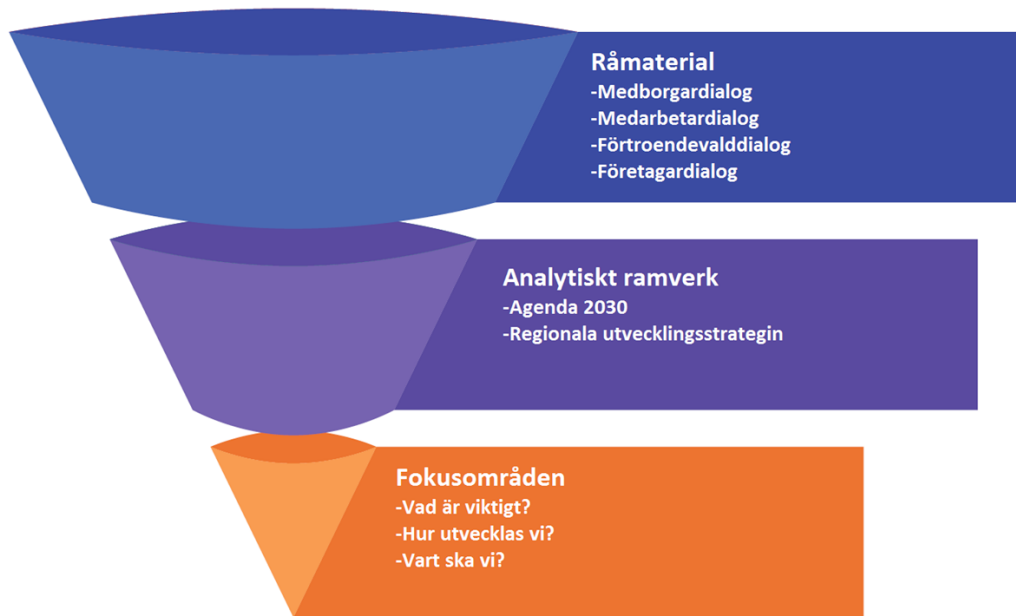 Råmaterial
-Medborgardialog
-Medarbetardialog
-Förtroendevalddialog
-Företagardialog
Analytiskt ramverk
-Agenda 2030
-Regionala utvecklingsstrategin
Fokusområden
-Vad är viktigt?
-Hur utvecklas vi?
-Vart ska vi?